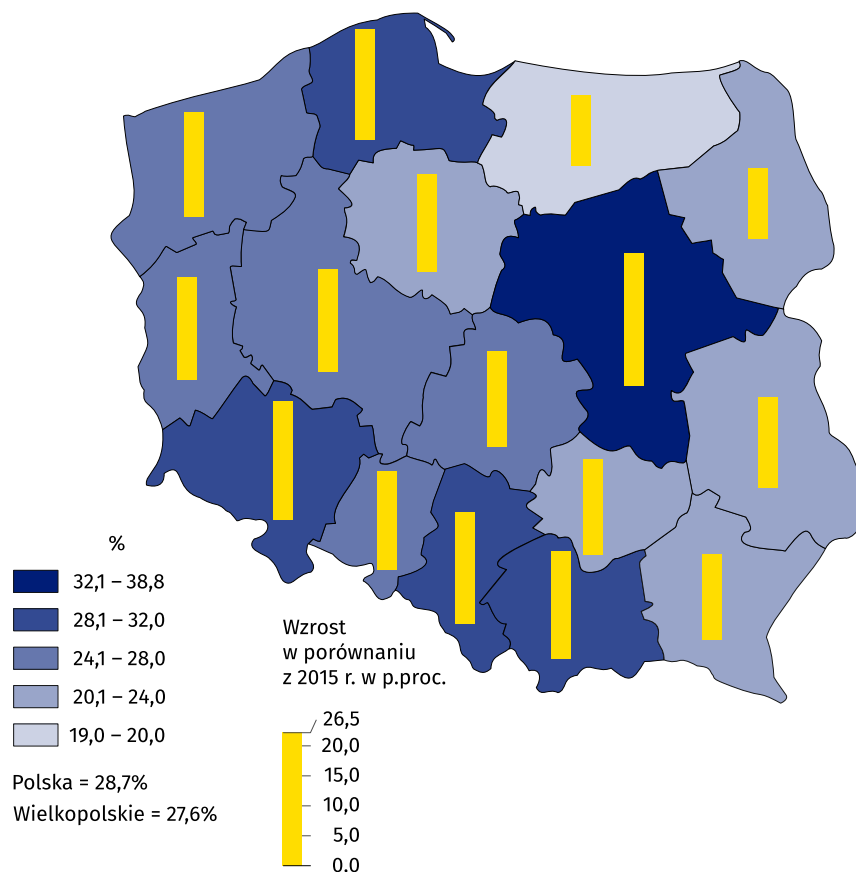 %
32,1 – 38,8
28,1 – 32,0
24,1 – 28,0
20,1 – 24,0
19,0 – 20,0
Polska = 28,7%
Wielkopolskie = 27,6%
Wzrost
w porównaniu
z 2015 r. w p.proc.
26,5
20,0
15,0
10,0
5,0
0.0